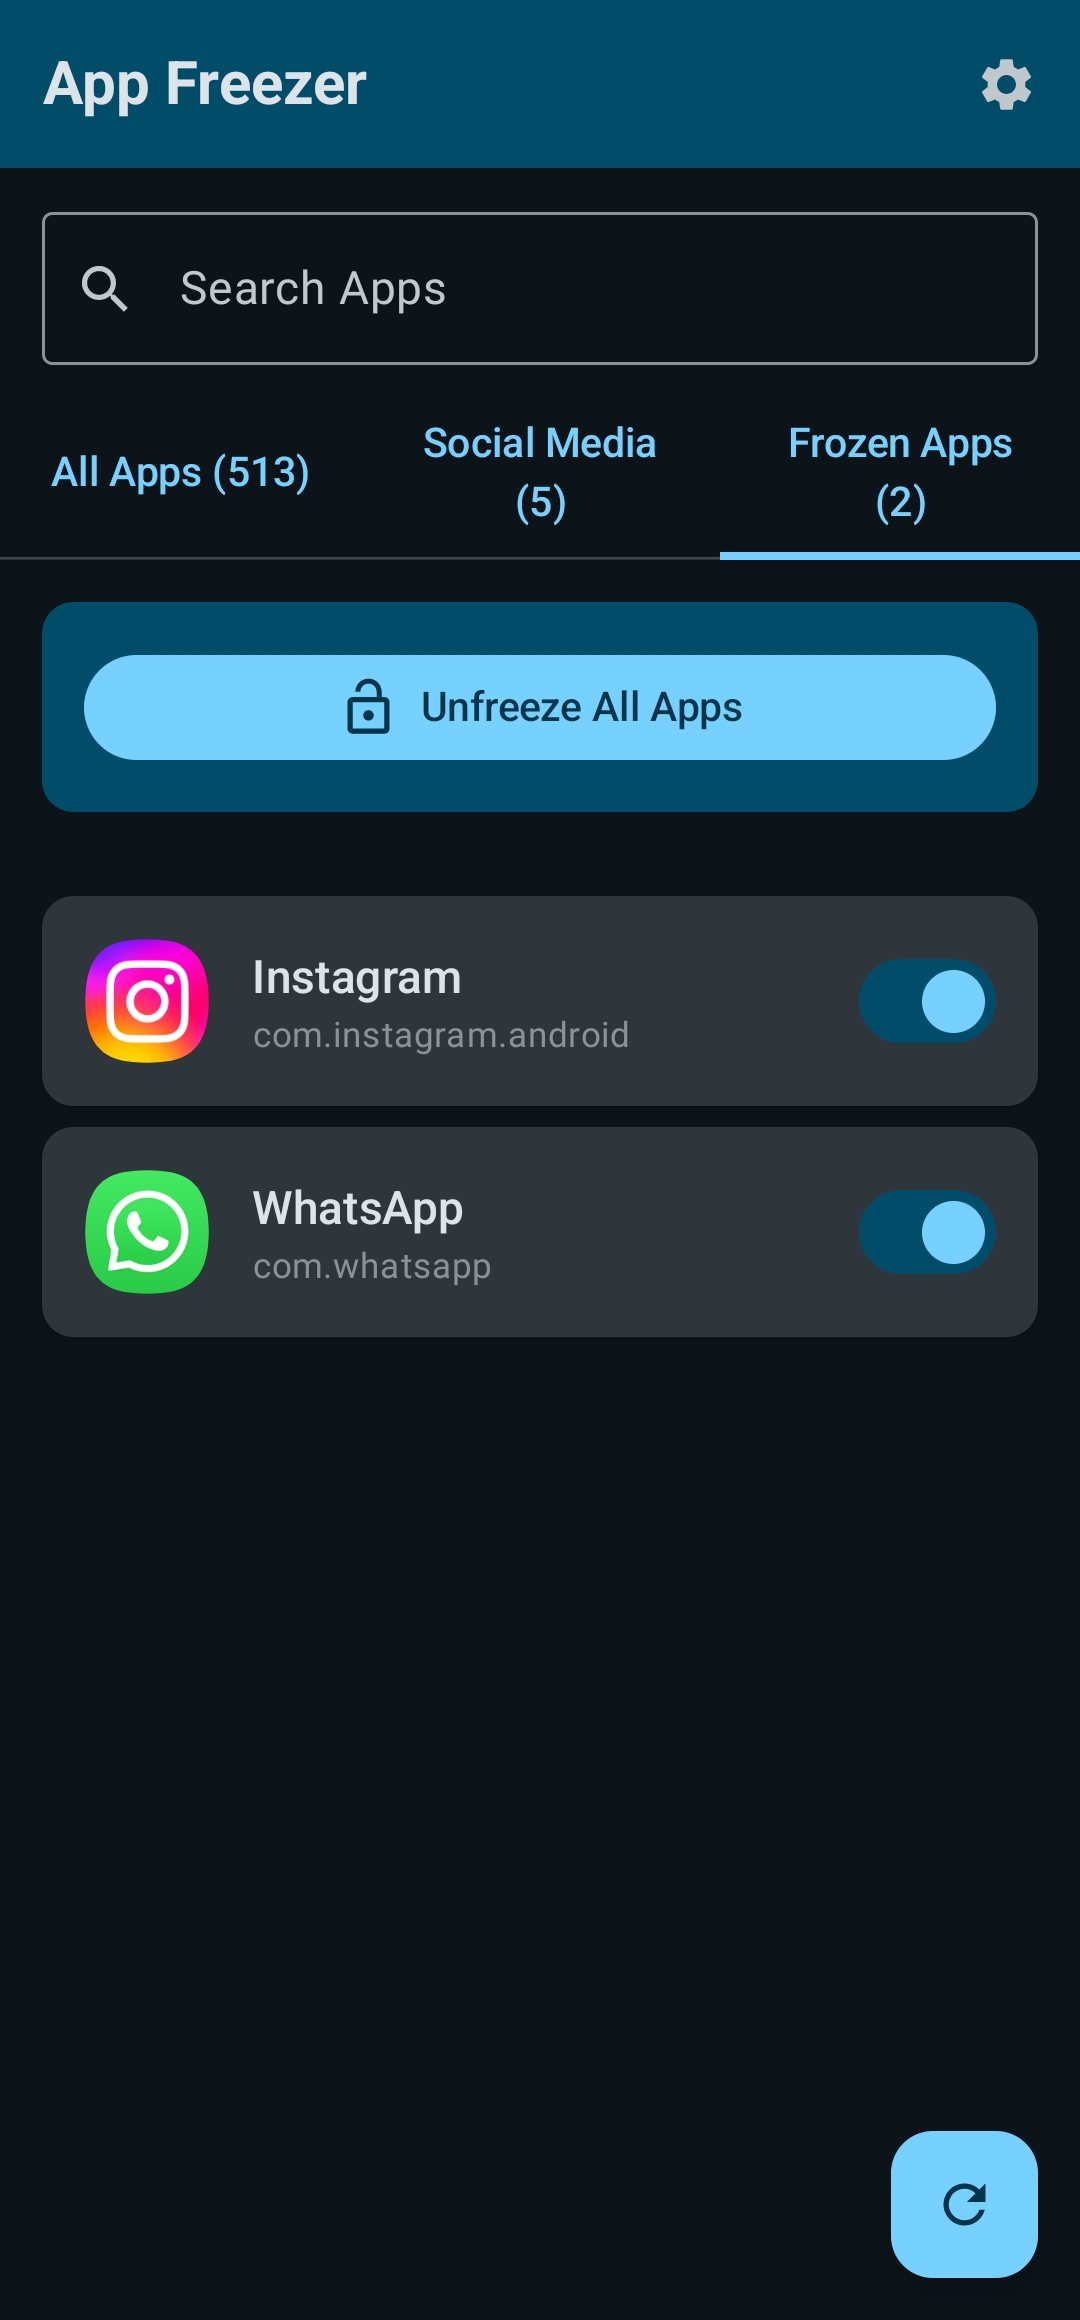 App Freezer
Search Apps
All Apps (513)
Social Media
(5)
Frozen Apps
(2)
Unfreeze All Apps
Instagram
com.instagram.android
WhatsApp
com.whatsapp